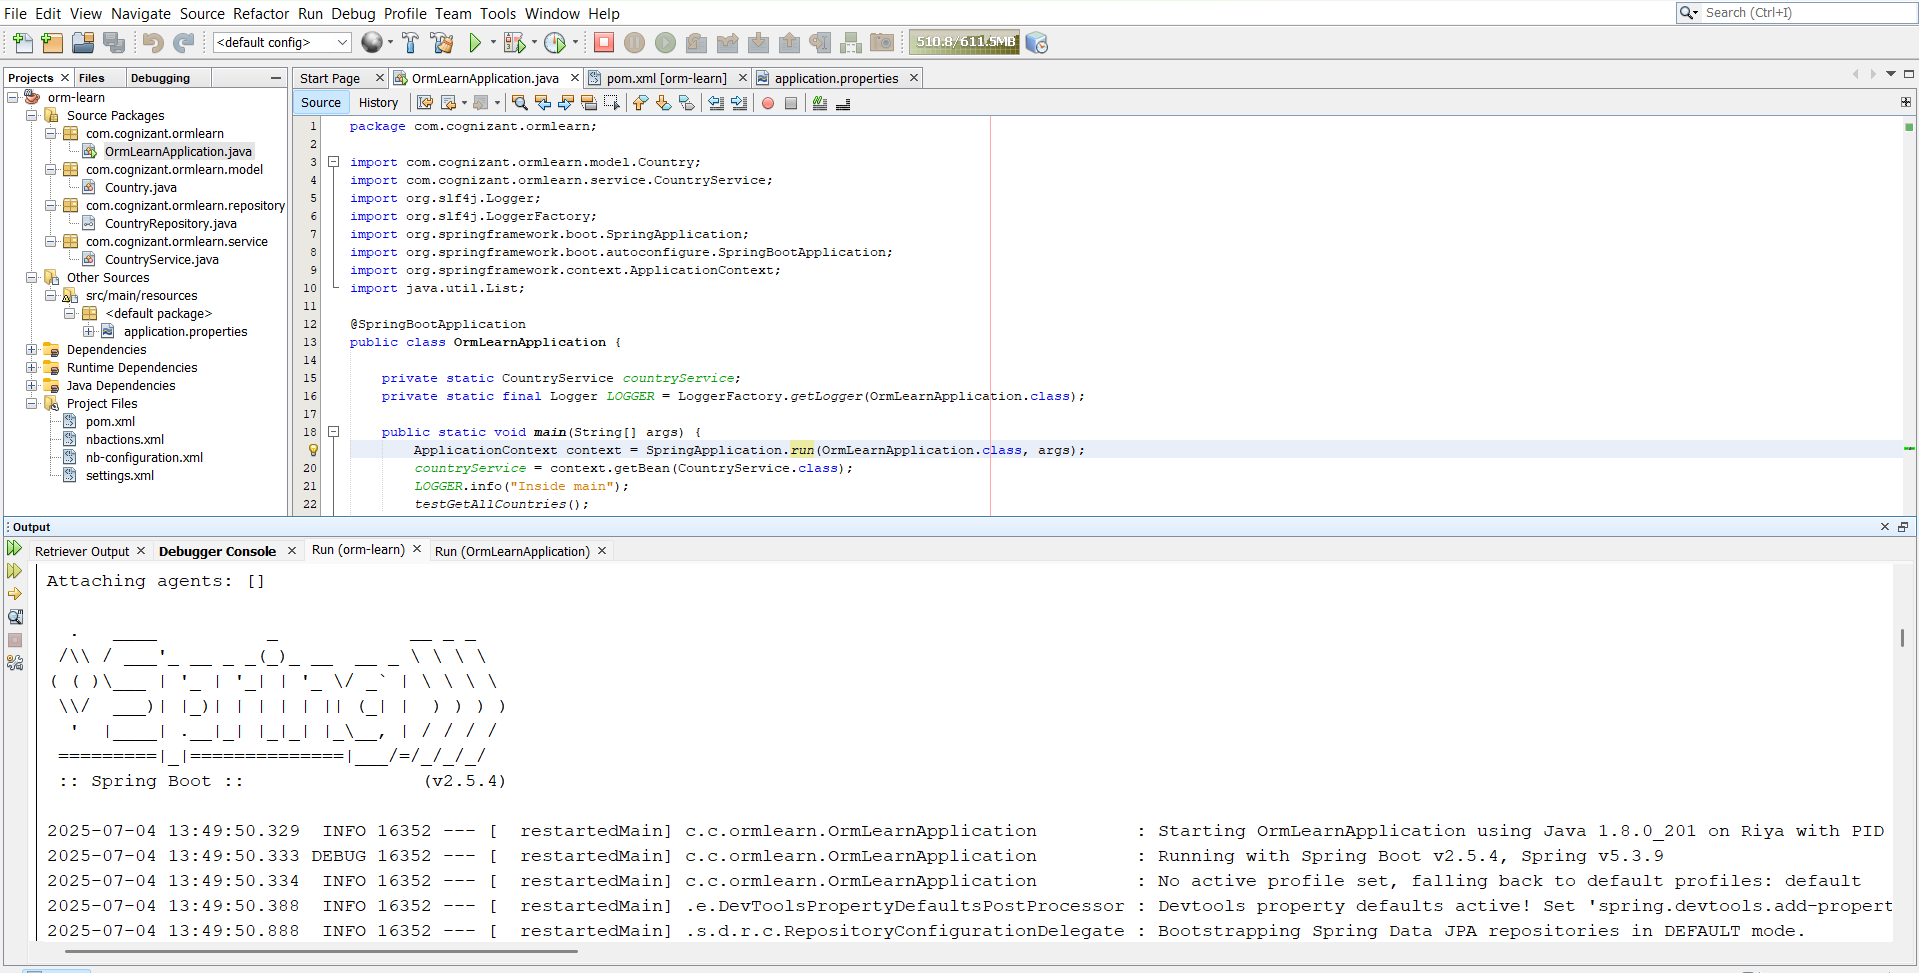 File Edit View Navigate Source Refactor Run Debug Profile Team Tools Window Help
Search (Ctrl+I)
<default config>
510.8/611.5MB
Projects Files Debugging
Start Page OrmLearnApplication.java pom.xml [orm-learn] application.properties
Source History
orm-learn
Source Packages
com.cognizant.ormlearn
OrmLearnApplication.java
com.cognizant.ormlearn.model
Country.java
com.cognizant.ormlearn.repository
CountryRepository.java
com.cognizant.ormlearn.service
CountryService.java
Other Sources
src/main/resources
<default package>
application.properties
Dependencies
Runtime Dependencies
Java Dependencies
Project Files
pom.xml
nbactions.xml
nb-configuration.xml
settings.xml
1 package com.cognizant.ormlearn;
2
3 import com.cognizant.ormlearn.model.Country;
4 import com.cognizant.ormlearn.service.CountryService;
5 import org.slf4j.Logger;
6 import org.slf4j.LoggerFactory;
7 import org.springframework.boot.SpringApplication;
8 import org.springframework.boot.autoconfigure.SpringBootApplication;
9 import org.springframework.context.ApplicationContext;
10 import java.util.List;
11
12 @SpringBootApplication
13 public class OrmLearnApplication {
14
15 private static CountryService countryService;
16 private static final Logger LOGGER = LoggerFactory.getLogger(OrmLearnApplication.class);
17
18 public static void main(String[] args) {
ApplicationContext context = SpringApplication.run(OrmLearnApplication.class, args);
20 countryService = context.getBean(CountryService.class);
21 LOGGER.info("Inside main");
22 testGetAllCountries();
Output
Retriever Output Debugger Console Run (orm-learn) Run (OrmLearnApplication)
Attaching agents: []
  .   ____          _            __ _ _
 /\\ / ___'_ __ _ _(_)_ __  __ _ \ \ \ \
( ( )\___ | '_ | '_| | '_ \/ _` | \ \ \ \
 \\/  ___)| |_)| | | | | || (_| |  ) ) ) )
  '  |____| .__|_| |_|_| |_\__, | / / / /
 =========|_|==============|___/=/_/_/_/
 :: Spring Boot ::                (v2.5.4)
2025-07-04 13:49:50.329 INFO 16352 --- [ restartedMain] c.c.ormlearn.OrmLearnApplication : Starting OrmLearnApplication using Java 1.8.0_201 on Riya with PID
2025-07-04 13:49:50.333 DEBUG 16352 --- [ restartedMain] c.c.ormlearn.OrmLearnApplication : Running with Spring Boot v2.5.4, Spring v5.3.9
2025-07-04 13:49:50.334 INFO 16352 --- [ restartedMain] c.c.ormlearn.OrmLearnApplication : No active profile set, falling back to default profiles: default
2025-07-04 13:49:50.388 INFO 16352 --- [ restartedMain] .e.DevToolsPropertyDefaultsPostProcessor : Devtools property defaults active! Set 'spring.devtools.add-propert
2025-07-04 13:49:50.888 INFO 16352 --- [ restartedMain] .s.d.r.c.RepositoryConfigurationDelegate : Bootstrapping Spring Data JPA repositories in DEFAULT mode.